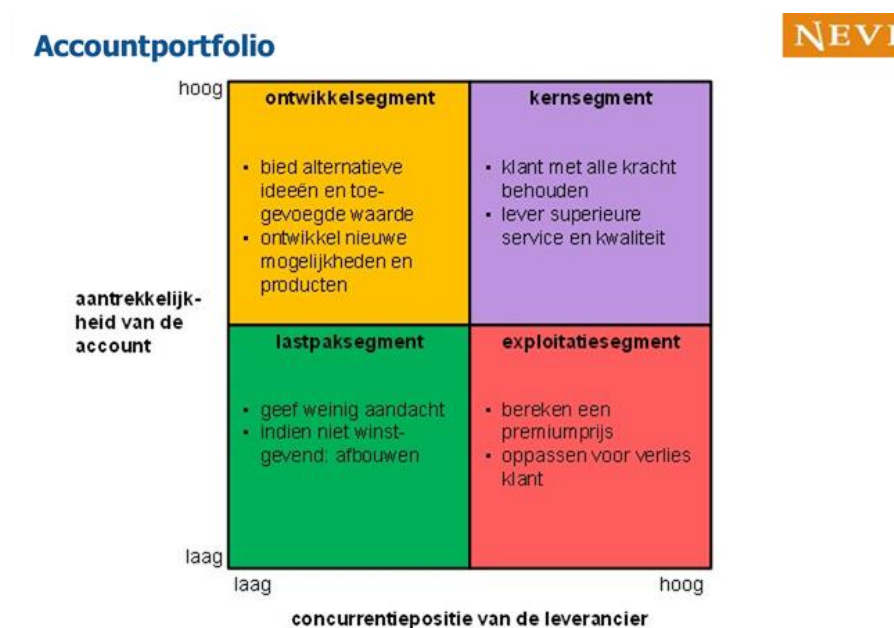 Accountportfolio
NEVI
hoog
ontwikkelsegment
kernsegment
▪ bied alternatieve
ideeën en toe-
gevoegde waarde
▪ ontwikkel nieuwe
mogelijkheden en
producten
▪ klant met alle kracht
behouden
▪ lever superieure
service en kwaliteit
aantrekkelijk-
heid van de
account
lastpaksegment
exploitatiesegment
▪ geef weinig aandacht
▪ indien niet winst-
gevend: afbouwen
▪ bereken een
premiumprijs
▪ oppassen voor verlies
klant
laag
laag
hoog
concurrentiepositie van de leverancier